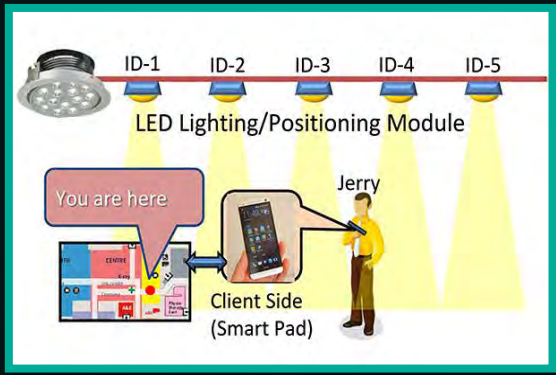 ID-1 ID-2 ID-3 ID-4 ID-5
LED Lighting/Positioning Module
You are here
Jerry
CENTRE
X-ray
A&E
Client Side
(Smart Pad)